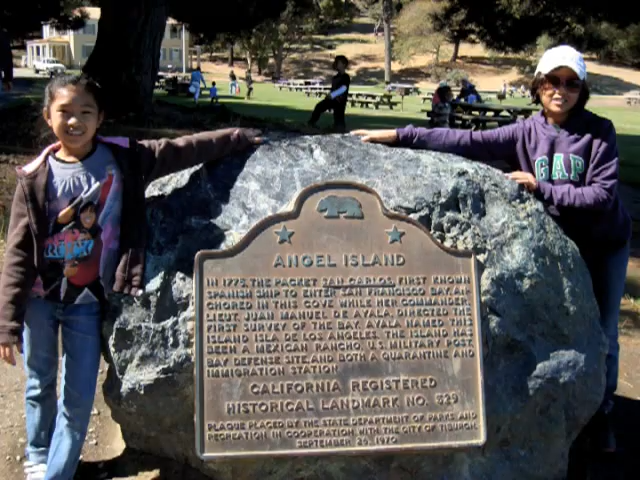 ANGEL ISLAND
IN 1775, THE PACKET SAN CARLOS, FIRST KNOWN
SPANISH SHIP TO ENTER SAN FRANCISCO BAY, AN-
CHORED IN THIS COVE WHILE HER COMMANDER,
LIEUT. JUAN MANUEL DE AYALA, DIRECTED THE
FIRST SURVEY OF THE BAY. AYALA NAMED THIS
ISLAND ISLA DE LOS ANGELES. THE ISLAND HAS
BEEN A MEXICAN RANCHO, U.S. MILITARY POST,
BAY DEFENSE SITE, AND BOTH A QUARANTINE AND
IMMIGRATION STATION.
CALIFORNIA REGISTERED
HISTORICAL LANDMARK NO. 529
PLAQUE PLACED BY THE STATE DEPARTMENT OF PARKS AND
RECREATION IN COOPERATION WITH THE CITY OF TIBURON.
SEPTEMBER 26, 1970
GAP
ROCK